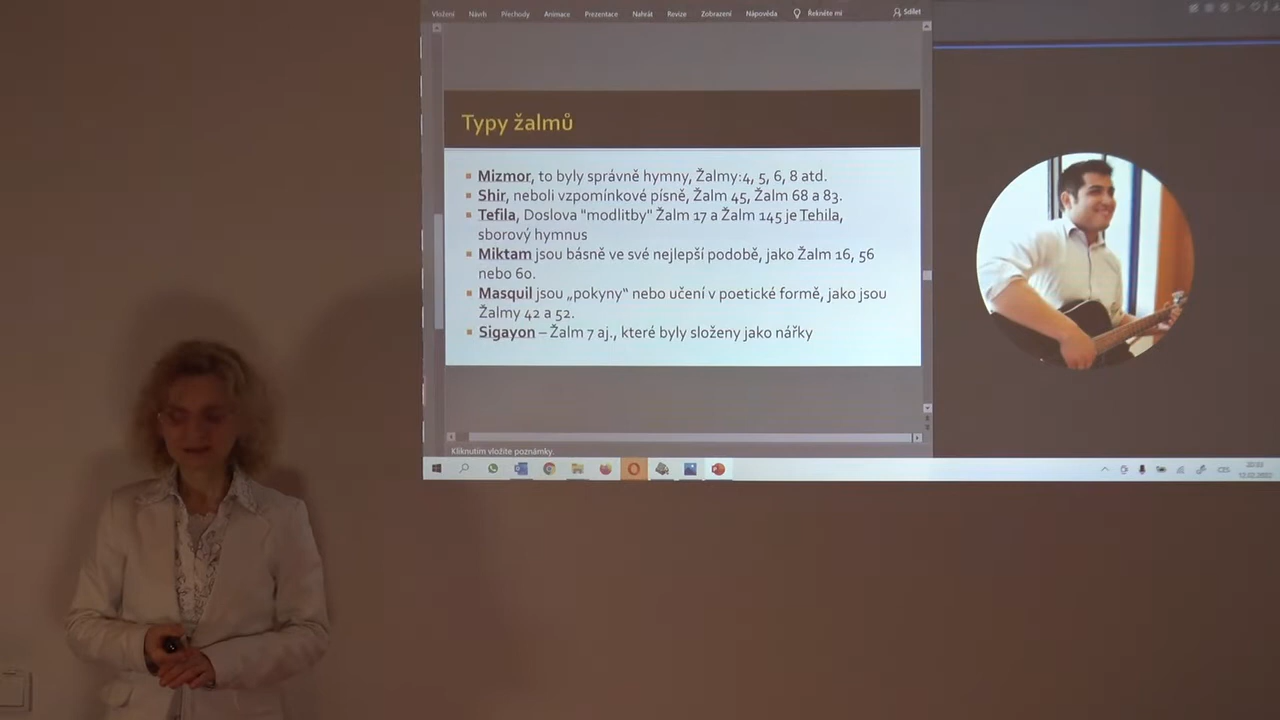 Vložení Návrh Přechody Animace Prezentace Nahrát Revize Zobrazení Nápověda Řekněte mi Sdílet
Typy žalmů
Mizmor, to byly správně hymny, Žalmy:4, 5, 6, 8 atd.
Shir, neboli vzpomínkové písně, Žalm 45, Žalm 68 a 83.
Tefila, Doslova "modlitby" Žalm 17 a Žalm 145 je Tehila,
sborový hymnus
Miktam jsou básně ve své nejlepší podobě, jako Žalm 16, 56
nebo 60.
Masquil jsou „pokyny“ nebo učení v poetické formě, jako jsou
Žalmy 42 a 52.
Sigayon – Žalm 7 aj., které byly složeny jako nářky
Kliknutím vložíte poznámky.
CES